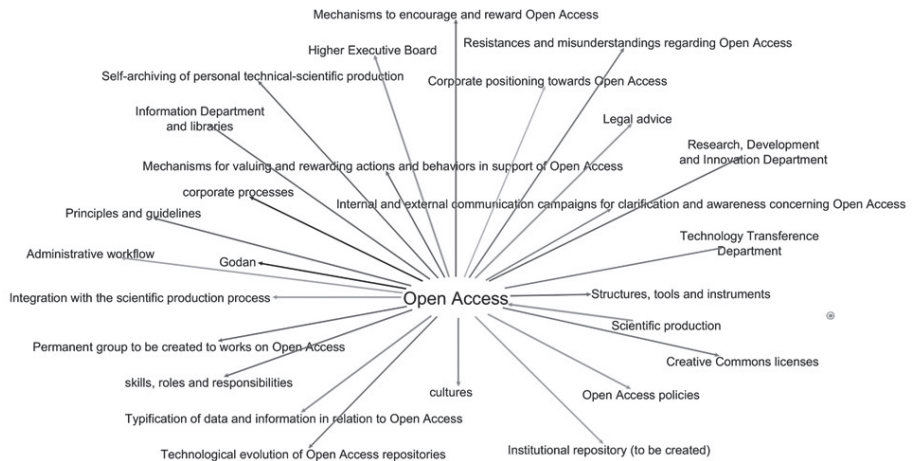 Mechanisms to encourage and reward Open Access
Resistances and misunderstandings regarding Open Access
Higher Executive Board
Self-archiving of personal technical-scientific production
Corporate positioning towards Open Access
Information Department
and libraries
Legal advice
Research, Development
and Innovation Department
Mechanisms for valuing and rewarding actions and behaviors in support of Open Access
corporate processes
Internal and external communication campaigns for clarification and awareness concerning Open Access
Principles and guidelines
Technology Transference
Department
Administrative workflow
Godan
Integration with the scientific production process
Open Access
Structures, tools and instruments
Scientific production
Permanent group to be created to works on Open Access
Creative Commons licenses
skills, roles and responsibilities
cultures
Open Access policies
Typification of data and information in relation to Open Access
Technological evolution of Open Access repositories
Institutional repository (to be created)